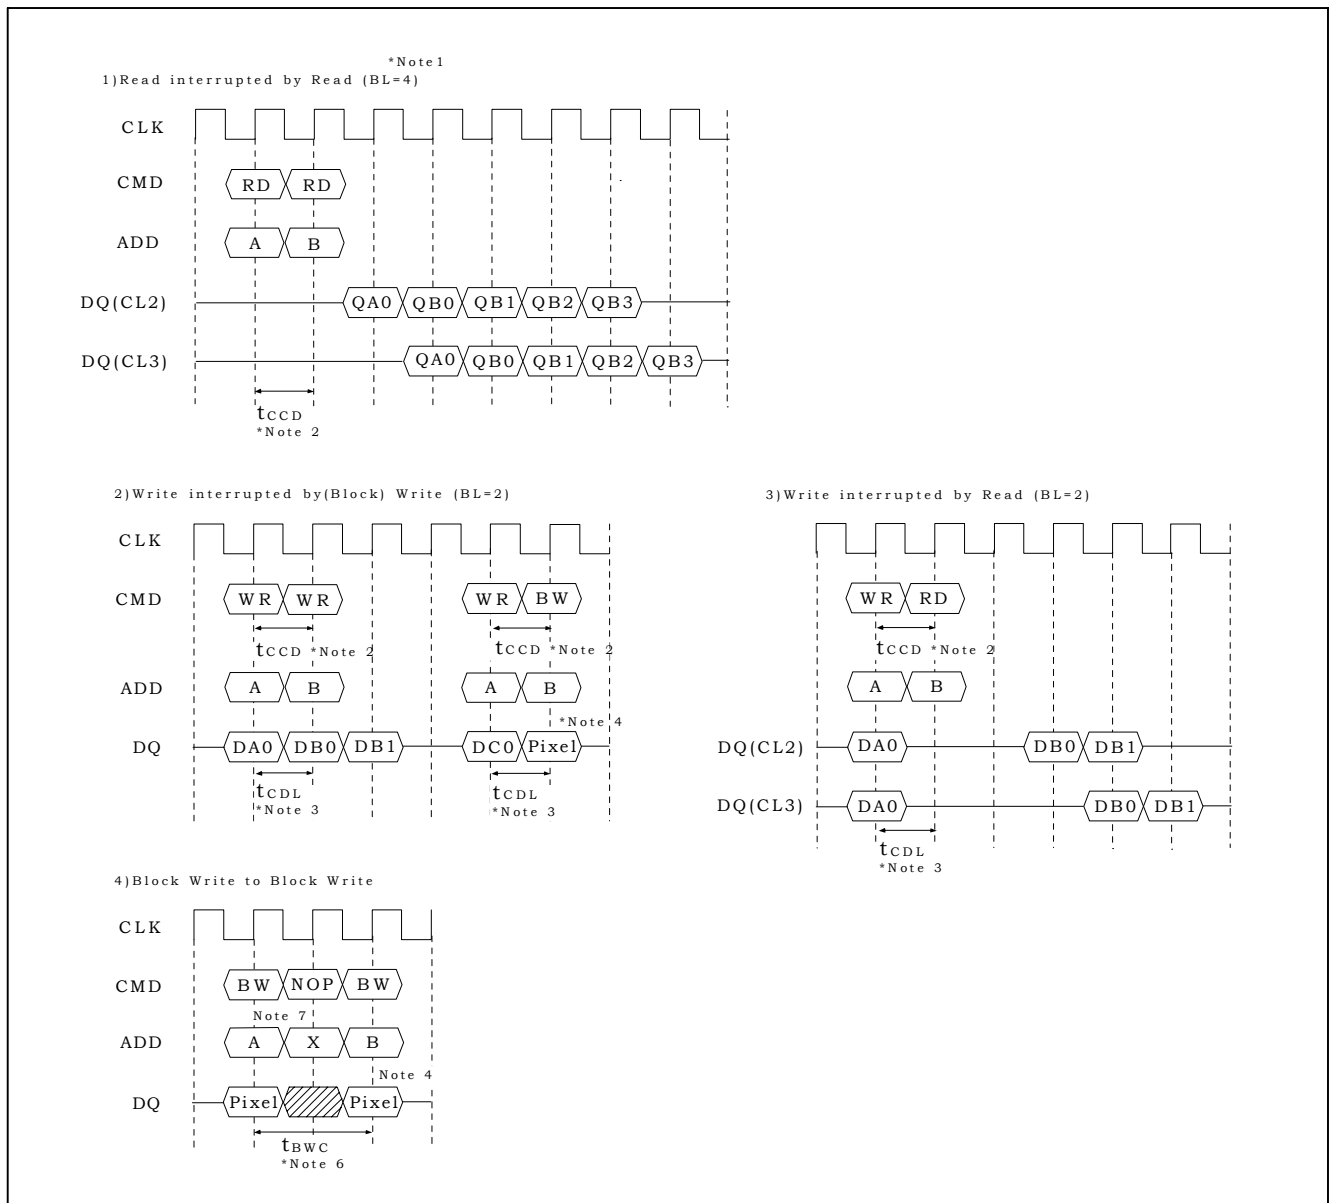 *Note1
1)Read interrupted by Read (BL=4)
CLK
CMD RD RD
ADD A B
DQ(CL2) QA0 QB0 QB1 QB2 QB3
DQ(CL3) QA0 QB0 QB1 QB2 QB3
tCCD
*Note 2
2)Write interrupted by(Block) Write (BL=2)
CLK
CMD WR WR WR BW
tCCD *Note 2 tCCD *Note 2
ADD A B A B
*Note 4
DQ DA0 DB0 DB1 DC0 Pixel
tCDL tCDL
*Note 3 *Note 3
3)Write interrupted by Read (BL=2)
WR RD
tCCD *Note 2
A B
DQ(CL2) DA0 DB0 DB1
DQ(CL3) DA0 DB0 DB1
tCDL
*Note 3
4)Block Write to Block Write
CLK
CMD BW NOP BW
Note 7
ADD A X B
Note 4
DQ Pixel Pixel
tBWC
*Note 6